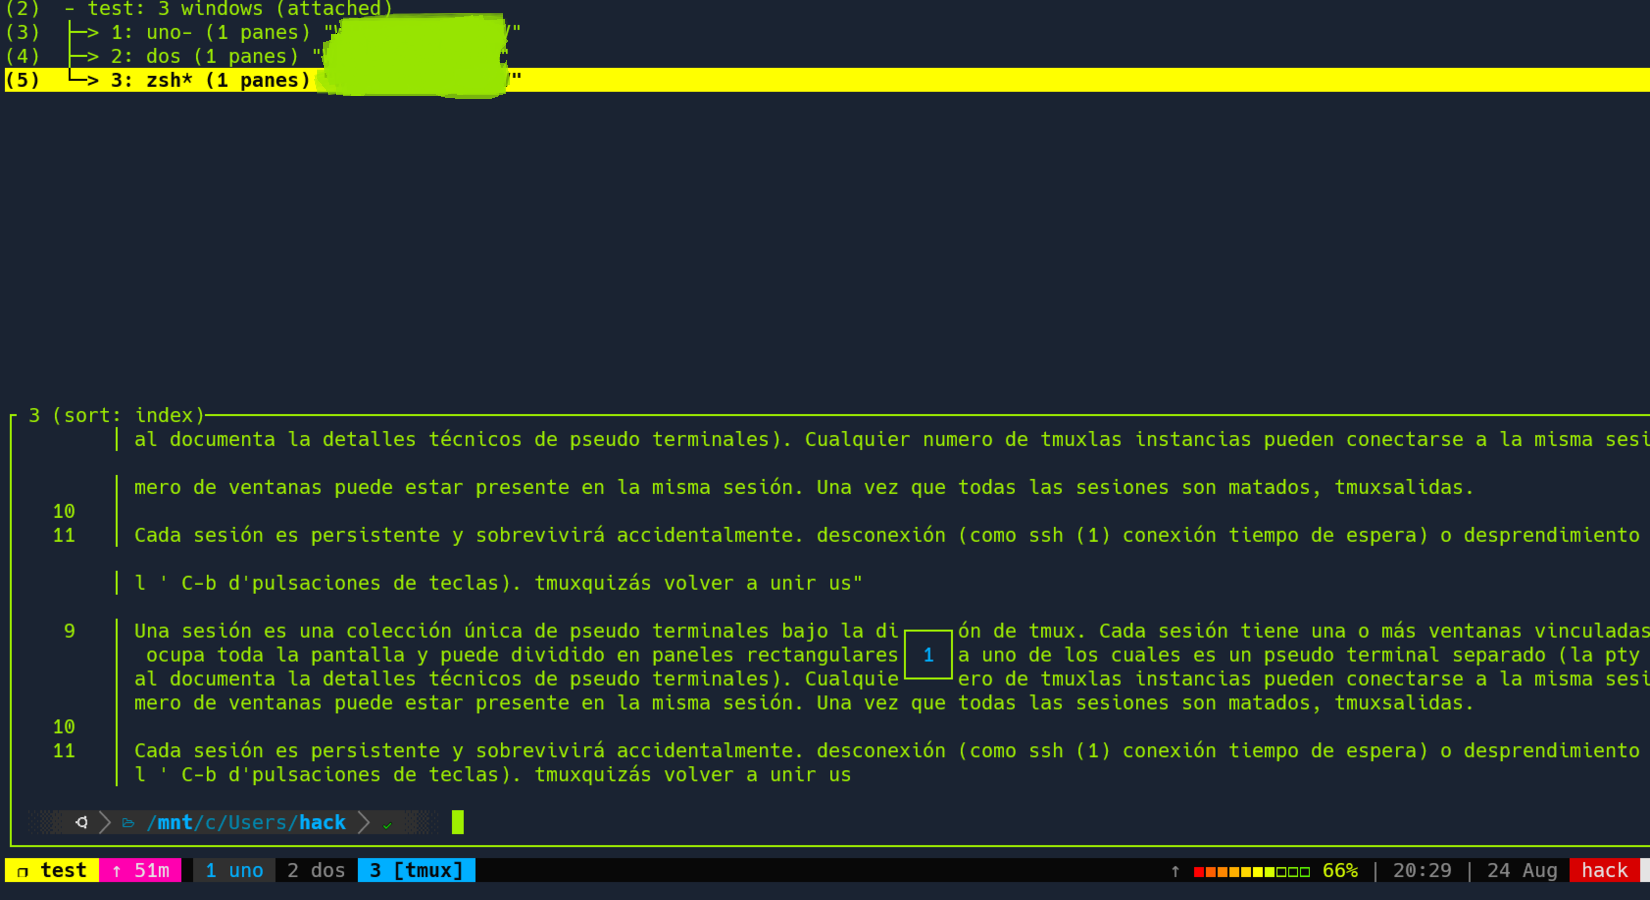 (2)  - test: 3 windows (attached)
(3)  ├─> 1: uno- (1 panes) "
(4)  ├─> 2: dos (1 panes) "
(5)  └─> 3: zsh* (1 panes) "
3 (sort: index)
al documenta la detalles técnicos de pseudo terminales). Cualquier numero de tmuxlas instancias pueden conectarse a la misma sesi
mero de ventanas puede estar presente en la misma sesión. Una vez que todas las sesiones son matados, tmuxsalidas.
10
11 Cada sesión es persistente y sobrevivirá accidentalmente. desconexión (como ssh (1) conexión tiempo de espera) o desprendimiento
l ' C-b d'pulsaciones de teclas). tmuxquizás volver a unir us"
9 Una sesión es una colección única de pseudo terminales bajo la di ón de tmux. Cada sesión tiene una o más ventanas vinculadas
ocupa toda la pantalla y puede dividido en paneles rectangulares 1 a uno de los cuales es un pseudo terminal separado (la pty
al documenta la detalles técnicos de pseudo terminales). Cualquie ero de tmuxlas instancias pueden conectarse a la misma sesi
mero de ventanas puede estar presente en la misma sesión. Una vez que todas las sesiones son matados, tmuxsalidas.
10
11 Cada sesión es persistente y sobrevivirá accidentalmente. desconexión (como ssh (1) conexión tiempo de espera) o desprendimiento
l ' C-b d'pulsaciones de teclas). tmuxquizás volver a unir us
/mnt/c/Users/hack
test ↑ 51m 1 uno 2 dos 3 [tmux] ↑ 66% | 20:29 | 24 Aug hack